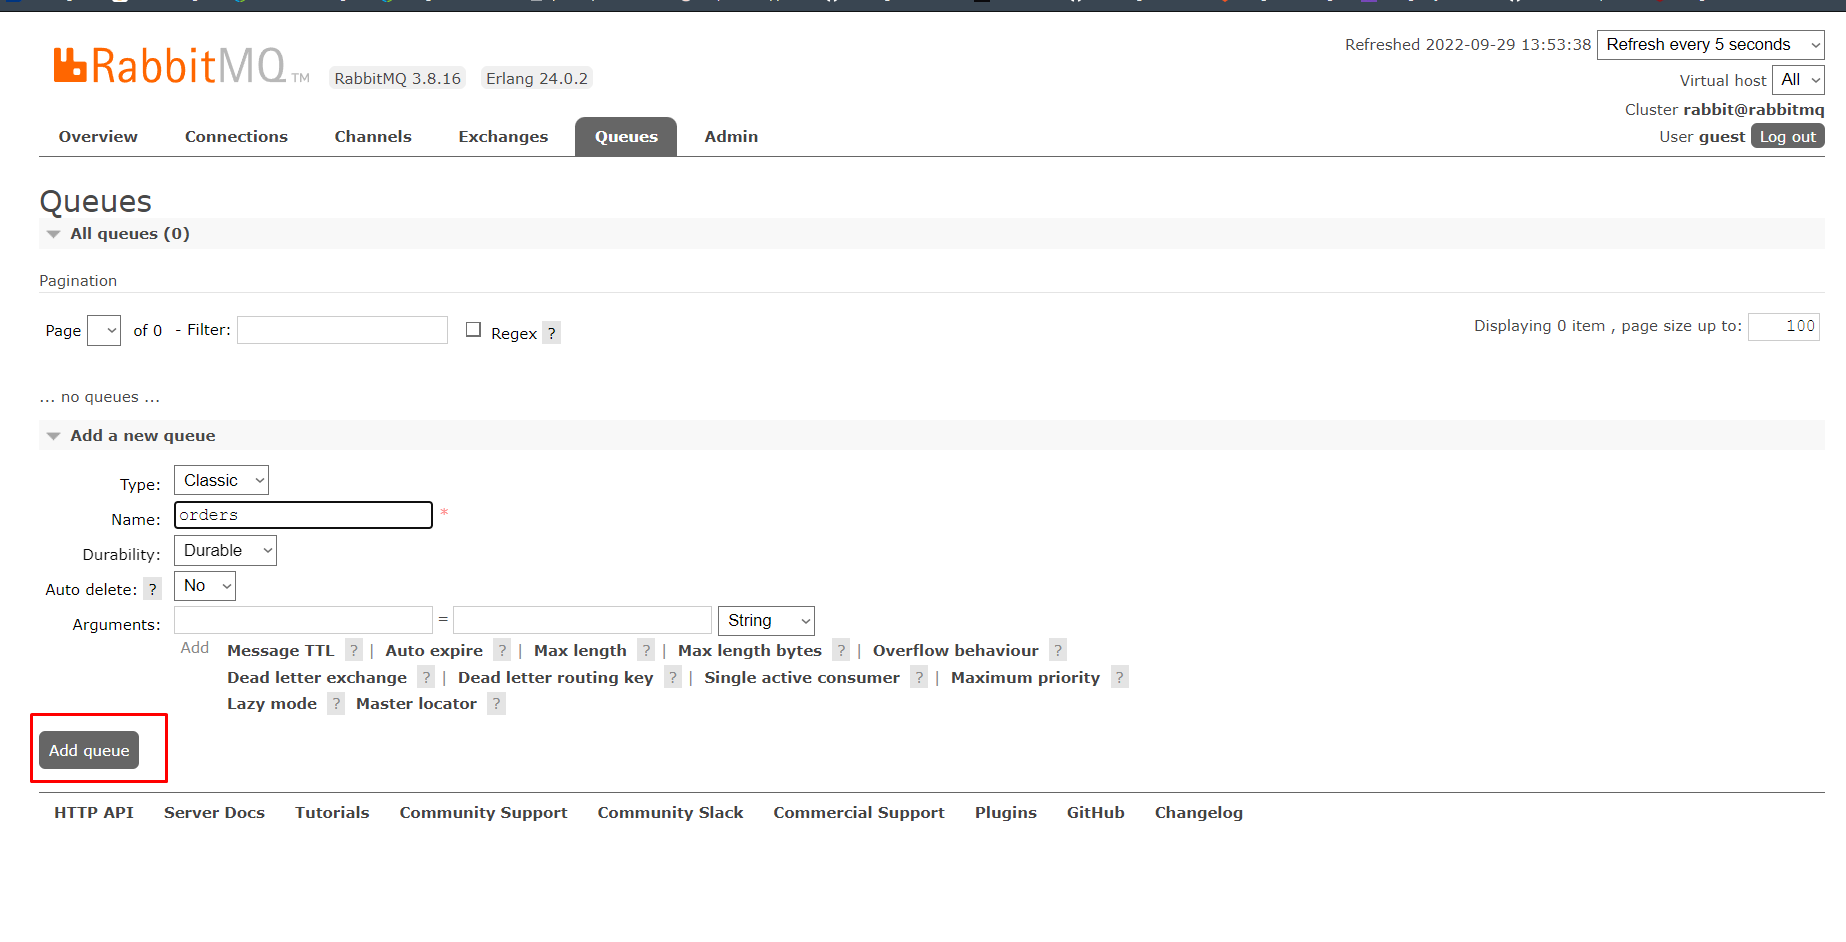 Refreshed 2022-09-29 13:53:38 Refresh every 5 seconds
RabbitMQ TM RabbitMQ 3.8.16 Erlang 24.0.2
Virtual host All
Cluster rabbit@rabbitmq
User guest Log out
Overview Connections Channels Exchanges Queues Admin
Queues
All queues (0)
Pagination
Page of 0 - Filter: Regex ?
Displaying 0 item , page size up to: 100
... no queues ...
Add a new queue
Type: Classic
Name: orders *
Durability: Durable
Auto delete: ? No
Arguments: = String
Add Message TTL ? | Auto expire ? | Max length ? | Max length bytes ? | Overflow behaviour ?
Dead letter exchange ? | Dead letter routing key ? | Single active consumer ? | Maximum priority ?
Lazy mode ? Master locator ?
Add queue
HTTP API Server Docs Tutorials Community Support Community Slack Commercial Support Plugins GitHub Changelog